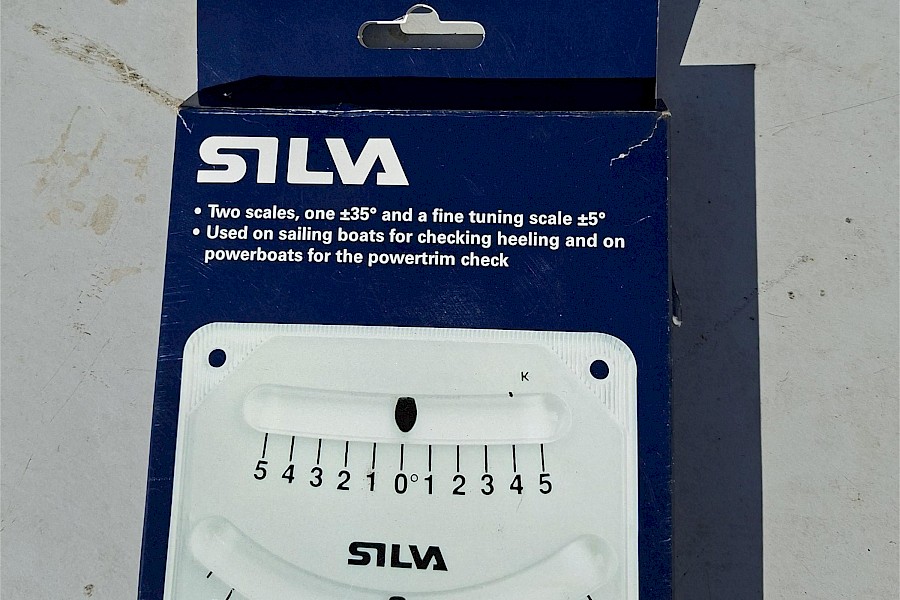 SILVA
• Two scales, one ±35° and a fine tuning scale ±5°
• Used on sailing boats for checking heeling and on
powerboats for the powertrim check
K
5 4 3 2 1 0° 1 2 3 4 5
SILVA